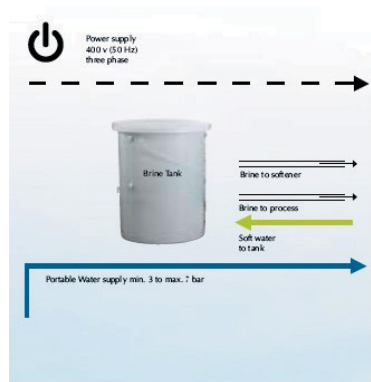 Power supply
400 v (50 Hz)
three phase
Brine Tank
Brine to softener
Brine to process
Soft water
to tank
Portable Water supply min. 3 to max. bar